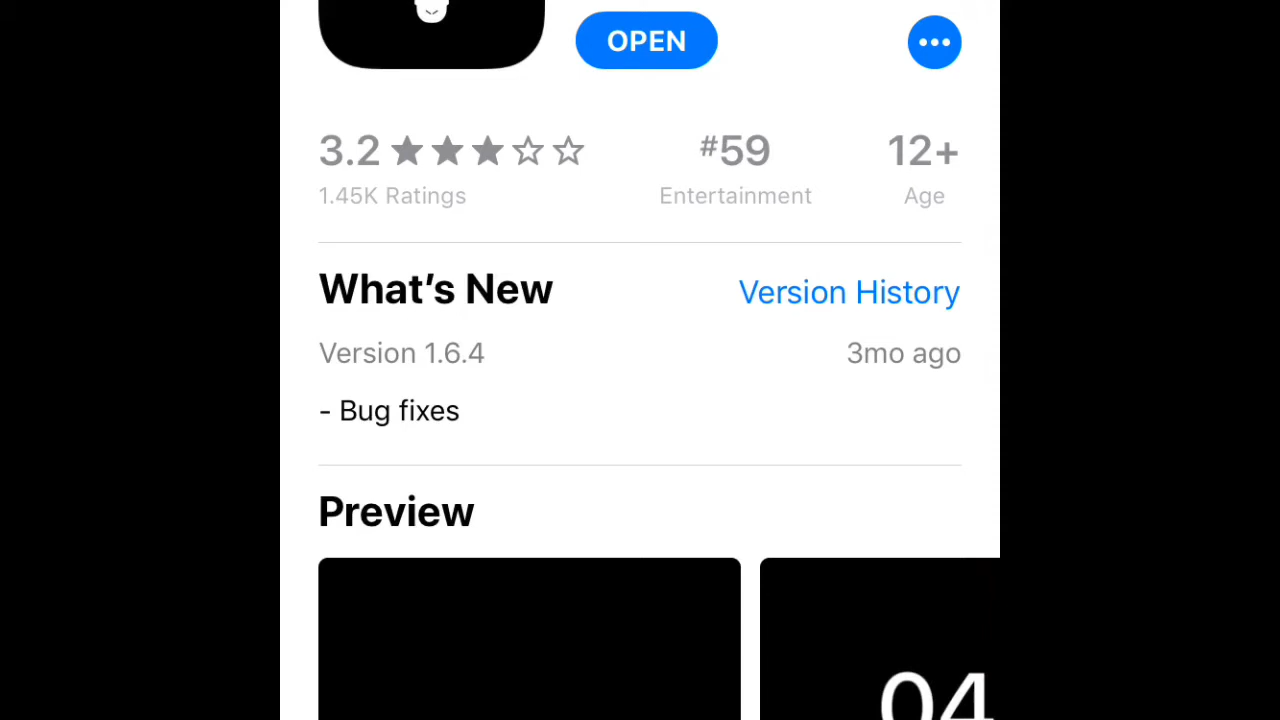 OPEN
3.2 #59 12+
1.45K Ratings Entertainment Age
What's New Version History
Version 1.6.4 3mo ago
- Bug fixes
Preview
04